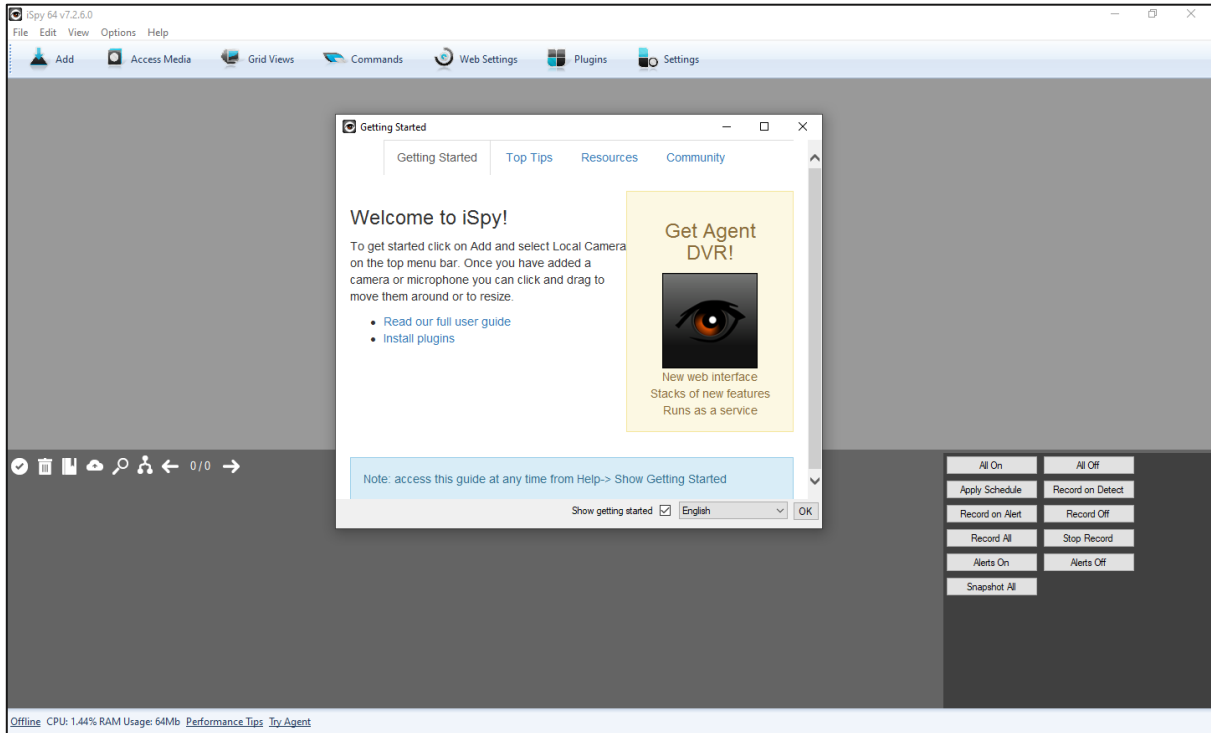 iSpy 64 v7.2.6.0
File Edit View Options Help
Add Access Media Grid Views Commands Web Settings Plugins Settings
Getting Started
Getting Started Top Tips Resources Community
Welcome to iSpy!
To get started click on Add and select Local Camera
on the top menu bar. Once you have added a
camera or microphone you can click and drag to
move them around or to resize.
Read our full user guide
Install plugins
Get Agent
DVR!
New web interface
Stacks of new features
Runs as a service
Note: access this guide at any time from Help-> Show Getting Started
Show getting started English OK
0/0
All On All Off
Apply Schedule Record on Detect
Record on Alert Record Off
Record All Stop Record
Alerts On Alerts Off
Snapshot All
Offline CPU: 1.44% RAM Usage: 64Mb Performance Tips Try Agent